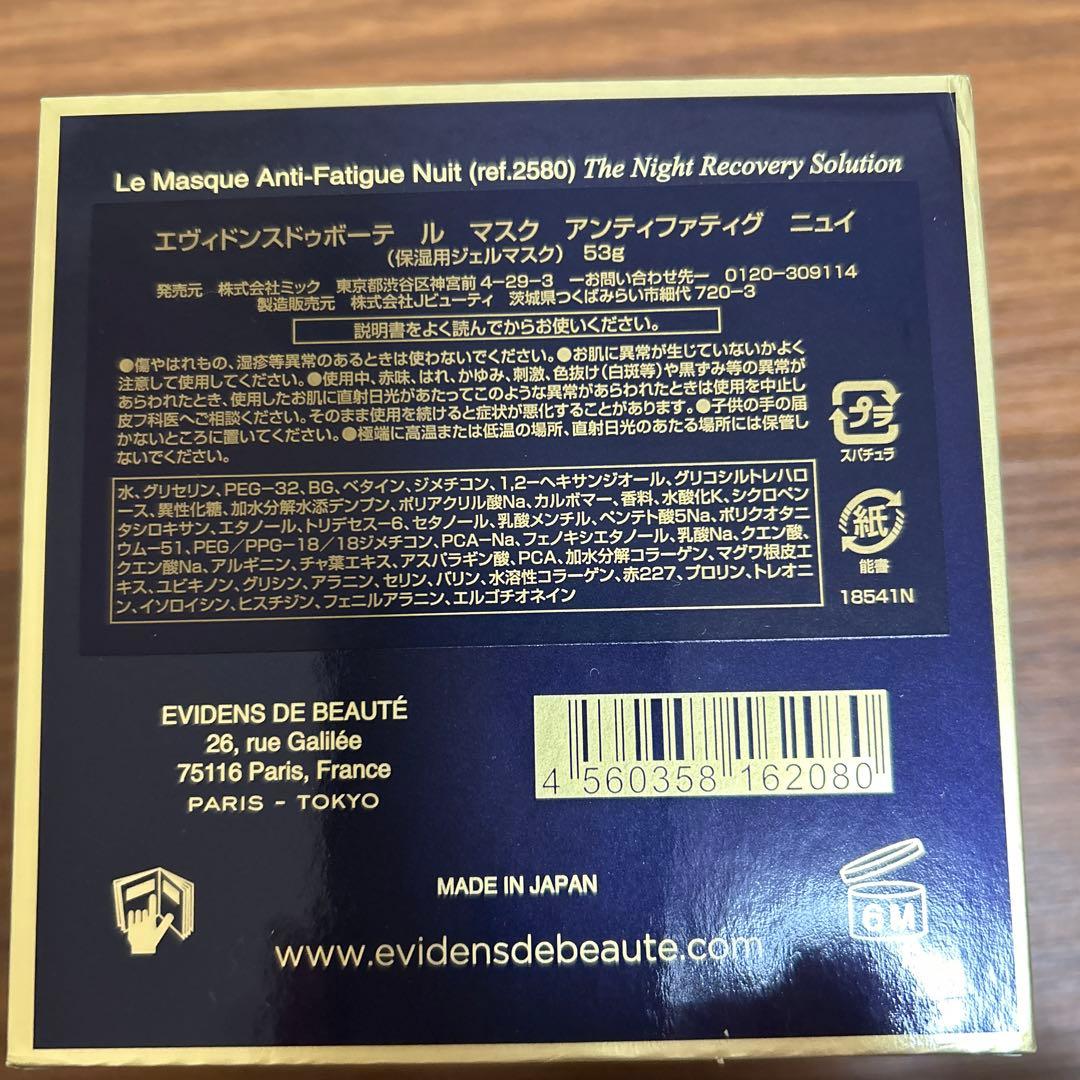 Le Masque Anti-Fatigue Nuit (ref.2580) The Night Recovery Solution
エヴィドンスドゥボーテ ル マスク アンティファティグ ニュイ
（保湿用ジェルマスク） 53g
発売元 株式会社ミック 東京都渋谷区神宮前4-29-3 ーお問い合わせ先ー 0120-309114
製造販売元 株式会社Jビューティ 茨城県つくばみらい市細代720-3
説明書をよく読んでからお使いください。
●傷やはれもの、湿疹等異常のあるときは使わないでください。●お肌に異常が生じていないかよく
注意して使用してください。●使用中、赤味、はれ、かゆみ、刺激、色抜け(白斑等)や黒ずみ等の異常が
あらわれたとき、使用したお肌に直射日光があたってこのような異常があらわれたときは使用を中止し
皮フ科医へご相談ください。そのまま使用を続けると症状が悪化することがあります。●子供の手の届
かないところに置いてください。●極端に高温または低温の場所、直射日光のあたる場所には保管し
ないでください。
プラ
スパチュラ
水、グリセリン、PEG-32、BG、ベタイン、ジメチコン、1,2-ヘキサンジオール、グリコシルトレハロ
ース、異性化糖、加水分解水添デンプン、ポリアクリル酸Na、カルボマー、香料、水酸化K、シクロペン
タシロキサン、エタノール、トリデセス-6、セタノール、乳酸メンチル、ペンテト酸5Na、ポリクオタニ
ウム-51、PEG／PPG-18／18ジメチコン、PCA-Na、フェノキシエタノール、乳酸Na、クエン酸、
クエン酸Na、アルギニン、チャ葉エキス、アスパラギン酸、PCA、加水分解コラーゲン、マグワ根皮エ
キス、ユビキノン、グリシン、アラニン、セリン、バリン、水溶性コラーゲン、赤227、プロリン、トレオニ
ン、イソロイシン、ヒスチジン、フェニルアラニン、エルゴチオネイン
紙
能書
18541N
EVIDENS DE BEAUTÉ
26, rue Galilée
75116 Paris, France
PARIS - TOKYO
4 560358 162080
MADE IN JAPAN
6M
www.evidensdebeaute.com